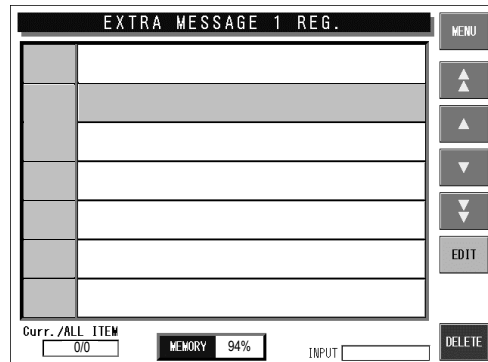 EXTRA MESSAGE 1 REG.
MENU
EDIT
Curr./ALL ITEM
0/0
MEMORY 94%
INPUT
DELETE